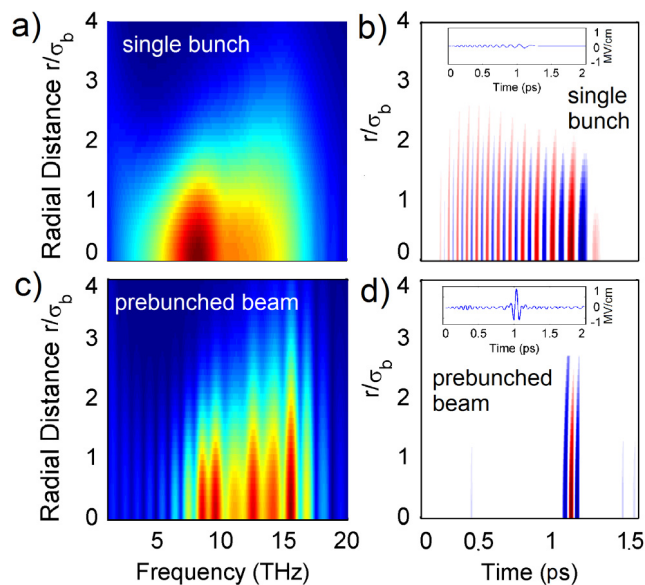 a)
single bunch
Radial Distance r/σb
4
3
2
1
0
b)
1
0
-1
MV/cm
0 0.5 1 1.5 2
Time (ps)
single
bunch
r/σb
4
3
2
1
0
c)
prebunched beam
Radial Distance r/σb
4
3
2
1
0
5 10 15 20
Frequency (THz)
d)
1
0
-1
MV/cm
0 0.5 1 1.5 2
Time (ps)
prebunched
beam
r/σb
4
3
2
1
0
0 0.5 1 1.5 2
Time (ps)